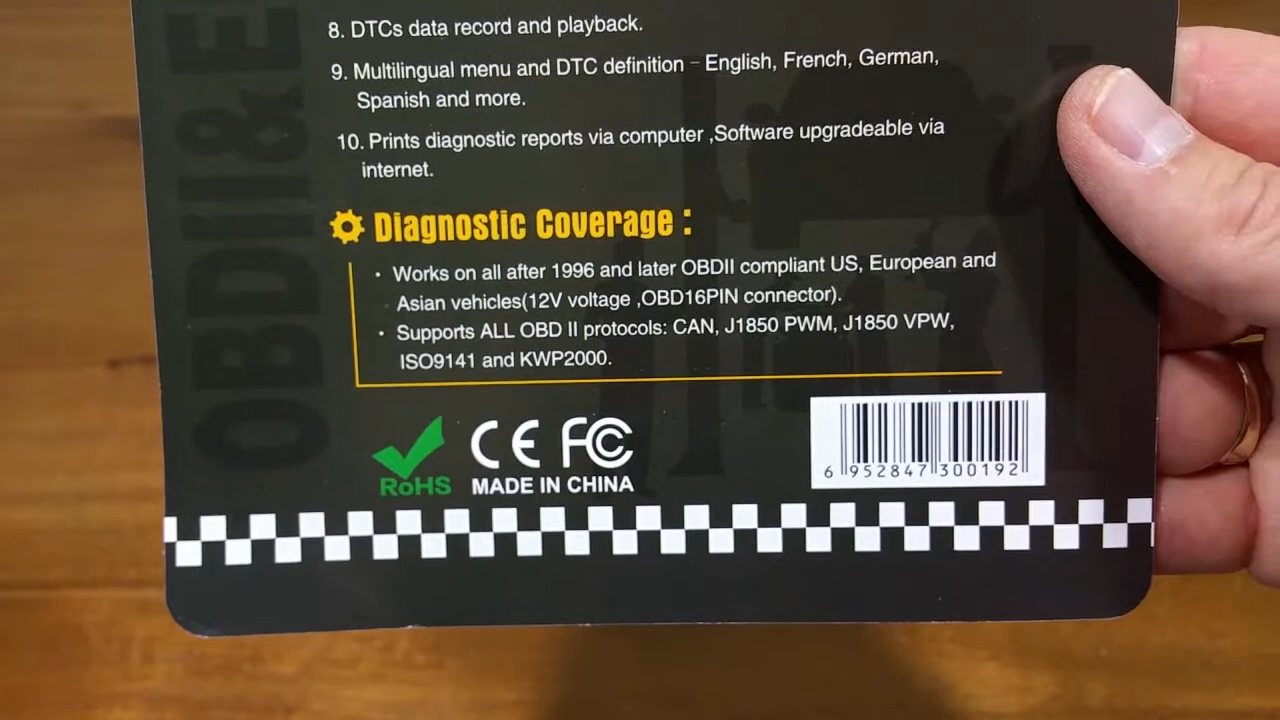 8. DTCs data record and playback.
9. Multilingual menu and DTC definition – English, French, German,
Spanish and more.
10. Prints diagnostic reports via computer ,Software upgradeable via
internet.
Diagnostic Coverage :
• Works on all after 1996 and later OBDII compliant US, European and
Asian vehicles(12V voltage ,OBD16PIN connector).
• Supports ALL OBD II protocols: CAN, J1850 PWM, J1850 VPW,
ISO9141 and KWP2000.
RoHS
CE FC
MADE IN CHINA
6 952847 300192
OBDII&E